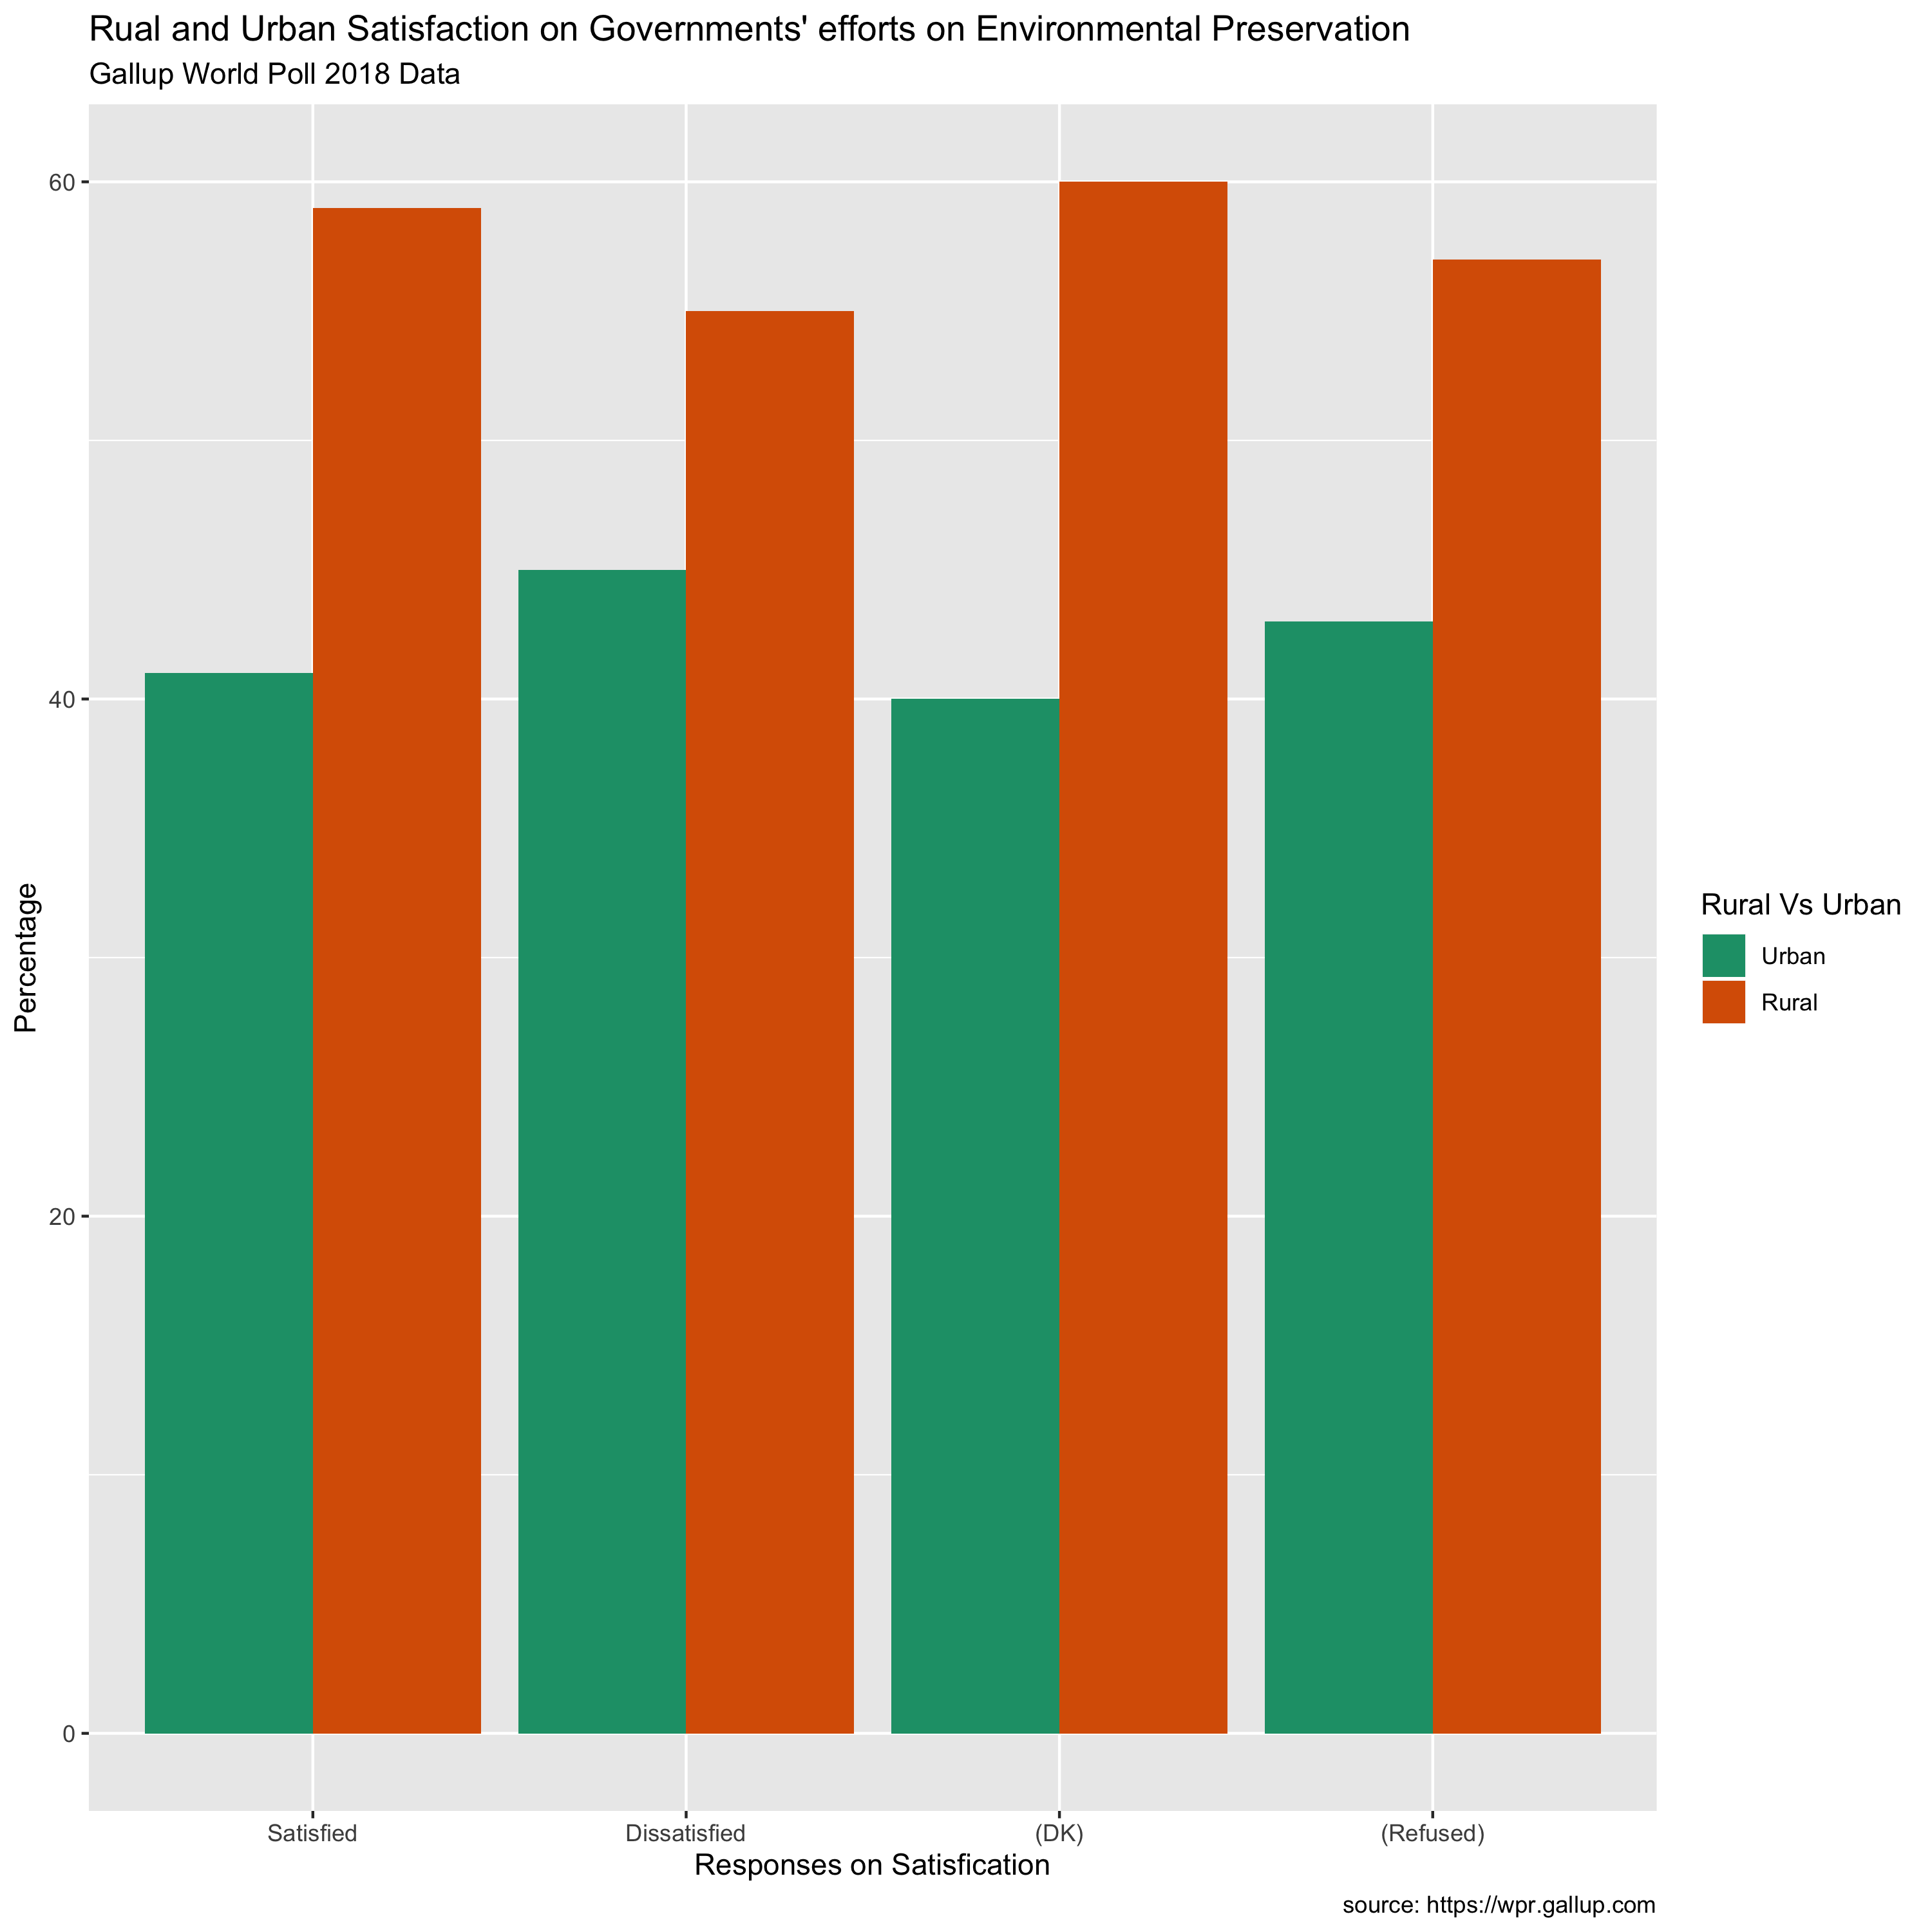 Rual and Urban Satisfaction on Governments' efforts on Environmental Preservation
Gallup World Poll 2018 Data
60
40
20
0
Percentage
Satisfied
Dissatisfied
(DK)
(Refused)
Responses on Satisfication
Rural Vs Urban
Urban
Rural
source: https://wpr.gallup.com